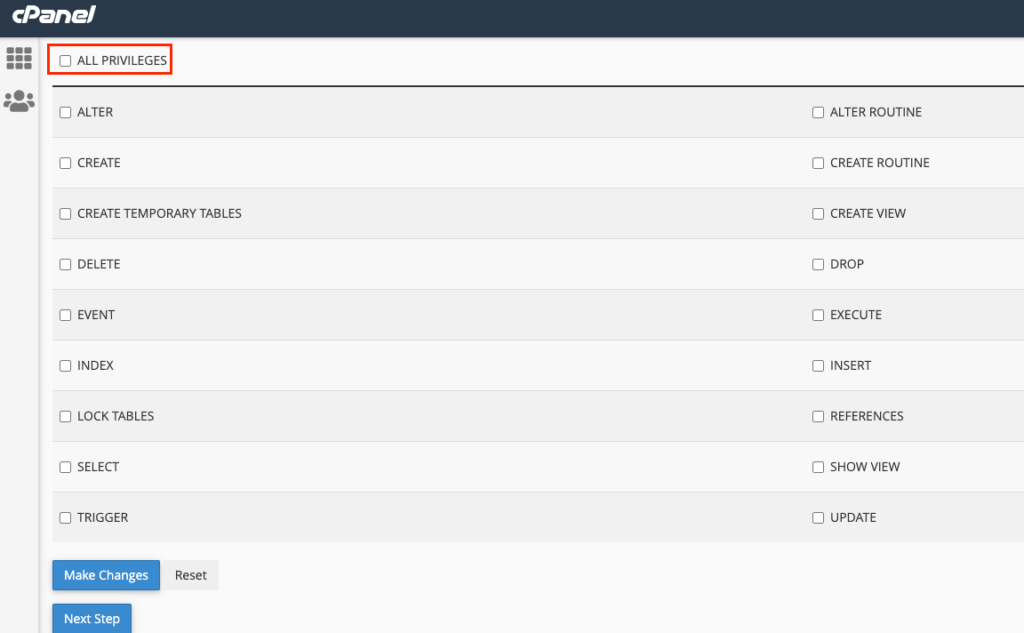 cPanel
ALL PRIVILEGES
ALTER
ALTER ROUTINE
CREATE
CREATE ROUTINE
CREATE TEMPORARY TABLES
CREATE VIEW
DELETE
DROP
EVENT
EXECUTE
INDEX
INSERT
LOCK TABLES
REFERENCES
SELECT
SHOW VIEW
TRIGGER
UPDATE
Make Changes
Reset
Next Step